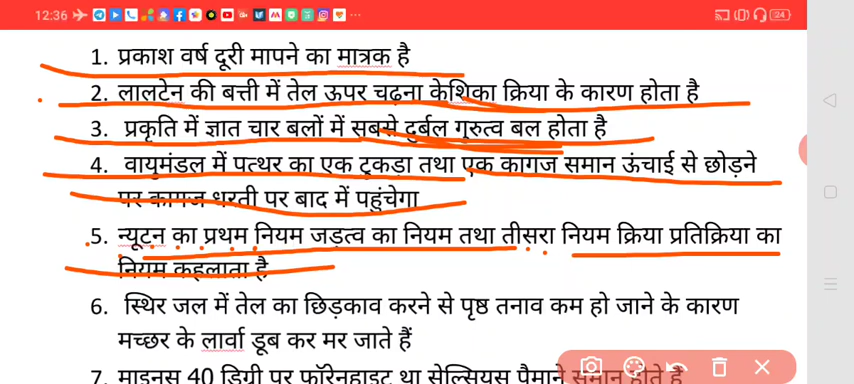 12:36
24
1. प्रकाश वर्ष दूरी मापने का मात्रक है
2. लालटेन की बत्ती में तेल ऊपर चढ़ना केशिका क्रिया के कारण होता है
3. प्रकृति में ज्ञात चार बलों में सबसे दुर्बल गूरुत्व बल होता है
4. वायुमंडल में पत्थर का एक टुकड़ा तथा एक कागज समान ऊंचाई से छोड़ने
पर कागज धरती पर बाद में पहुंचेगा
5. न्यूटन का प्रथम नियम जड़त्व का नियम तथा तीसरा नियम क्रिया प्रतिक्रिया का
नियम कहलाता है
6. स्थिर जल में तेल का छिड़काव करने से पृष्ठ तनाव कम हो जाने के कारण
मच्छर के लार्वा डूब कर मर जाते हैं
7. माइनस 40 डिग्री पर फॉरेनहाइट था सेल्सियस पैमाने समान होते हैं